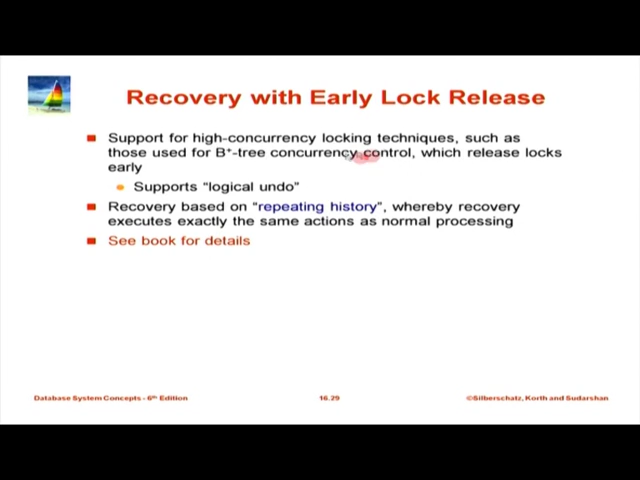 Recovery with Early Lock Release
Support for high-concurrency locking techniques, such as
those used for B+-tree concurrency control, which release locks
early
Supports “logical undo”
Recovery based on “repeating history”, whereby recovery
executes exactly the same actions as normal processing
See book for details
Database System Concepts - 6th Edition
16.29
©Silberschatz, Korth and Sudarshan